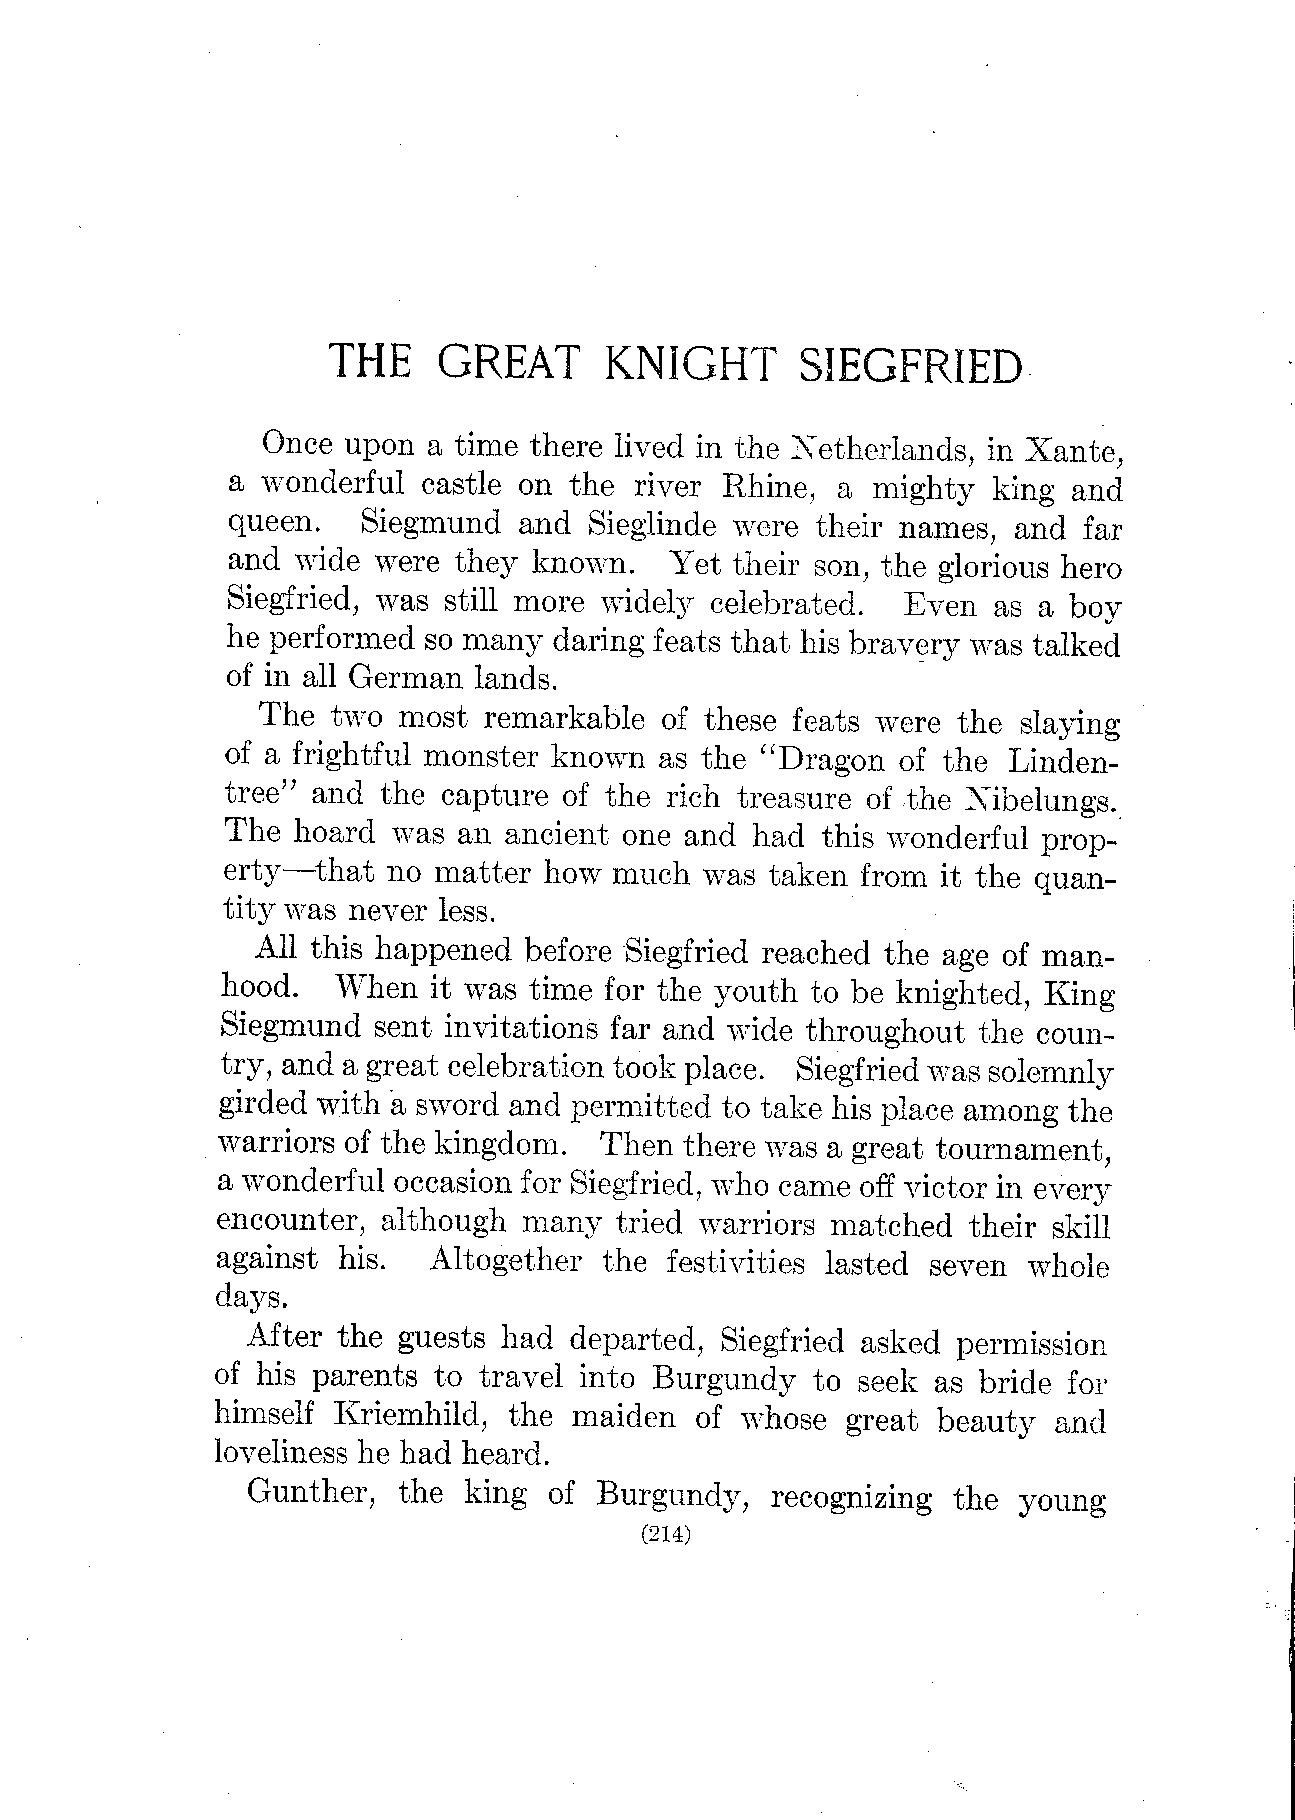 THE GREAT KNIGHT SIEGFRIED
Once upon a time there lived in the Netherlands, in Xante,
a wonderful castle on the river Rhine, a mighty king and
queen. Siegmund and Sieglinde were their names, and far
and wide were they known. Yet their son, the glorious hero
Siegfried, was still more widely celebrated. Even as a boy
he performed so many daring feats that his bravery was talked
of in all German lands.
The two most remarkable of these feats were the slaying
of a frightful monster known as the “Dragon of the Linden-
tree” and the capture of the rich treasure of the Nibelungs.
The hoard was an ancient one and had this wonderful prop-
erty—that no matter how much was taken from it the quan-
tity was never less.
All this happened before Siegfried reached the age of man-
hood. When it was time for the youth to be knighted, King
Siegmund sent invitations far and wide throughout the coun-
try, and a great celebration took place. Siegfried was solemnly
girded with a sword and permitted to take his place among the
warriors of the kingdom. Then there was a great tournament,
a wonderful occasion for Siegfried, who came off victor in every
encounter, although many tried warriors matched their skill
against his. Altogether the festivities lasted seven whole
days.
After the guests had departed, Siegfried asked permission
of his parents to travel into Burgundy to seek as bride for
himself Kriemhild, the maiden of whose great beauty and
loveliness he had heard.
Gunther, the king of Burgundy, recognizing the young
(214)